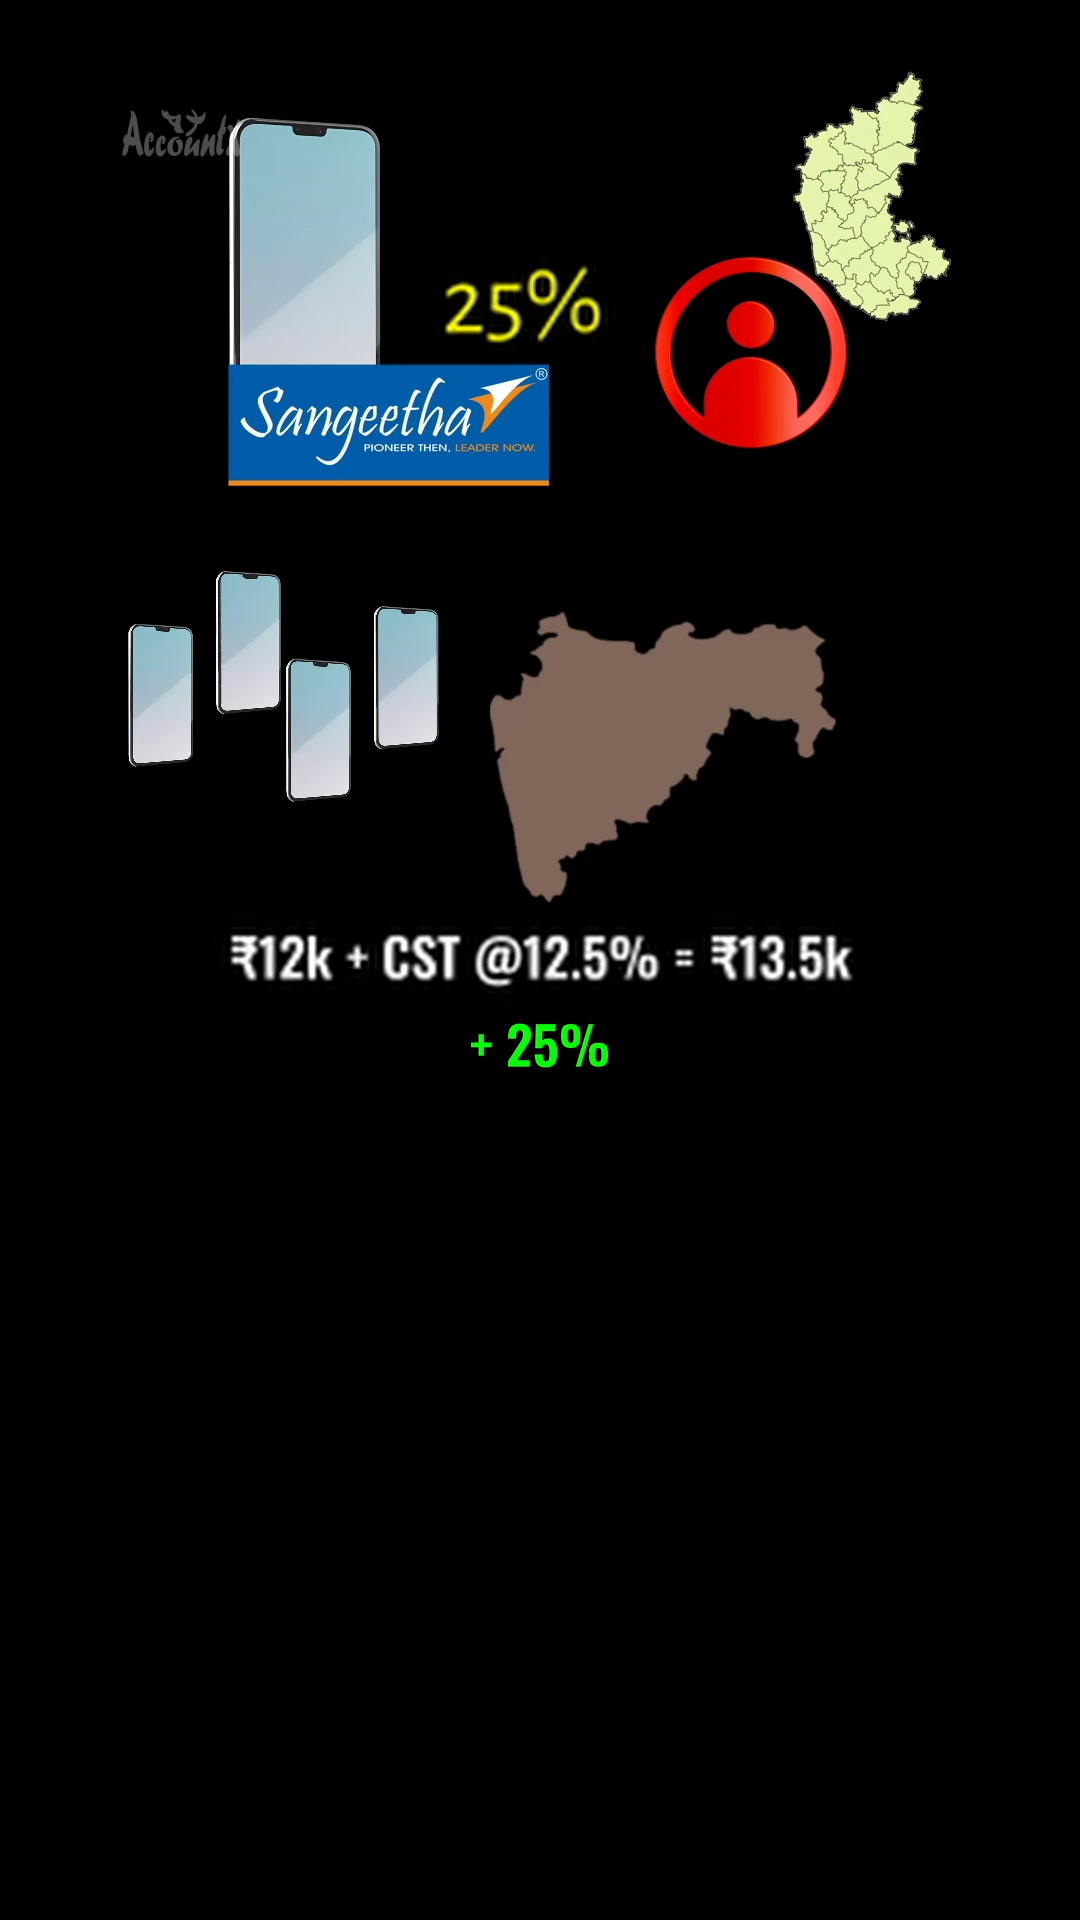 25%
Sangeetha®
PIONEER THEN, LEADER NOW.
₹12k + CST @12.5% = ₹13.5k
+ 25%